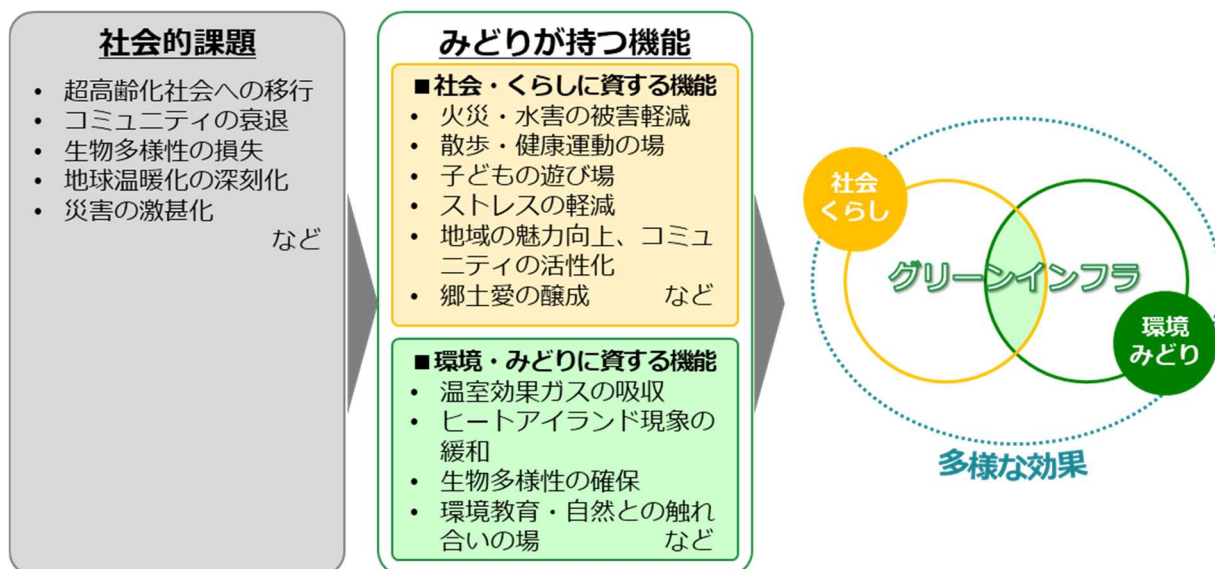 社会的課題
• 超高齢化社会への移行
• コミュニティの衰退
• 生物多様性の損失
• 地球温暖化の深刻化
• 災害の激甚化
など
みどりが持つ機能
■社会・くらしに資する機能
• 火災・水害の被害軽減
• 散歩・健康運動の場
• 子どもの遊び場
• ストレスの軽減
• 地域の魅力向上、コミュ
ニティの活性化
• 郷土愛の醸成 など
■環境・みどりに資する機能
• 温室効果ガスの吸収
• ヒートアイランド現象の
緩和
• 生物多様性の確保
• 環境教育・自然との触れ
合いの場 など
社会
くらし
グリーンインフラ
環境
みどり
多様な効果